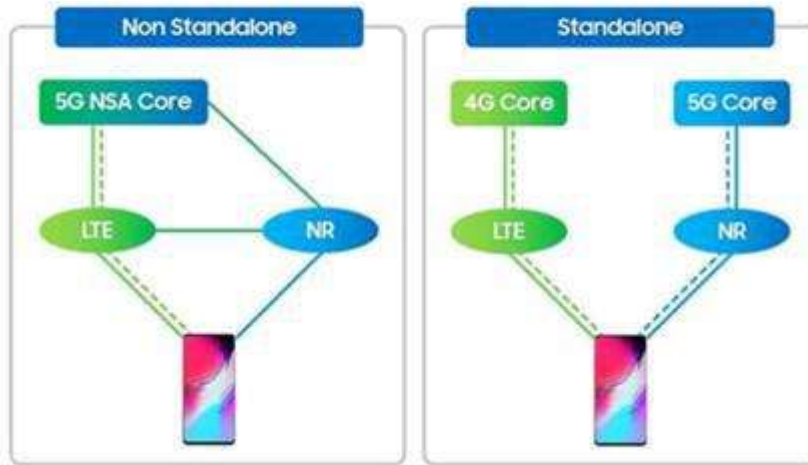 Non Standalone
5G NSA Core
LTE
NR
Standalone
4G Core
5G Core
LTE
NR